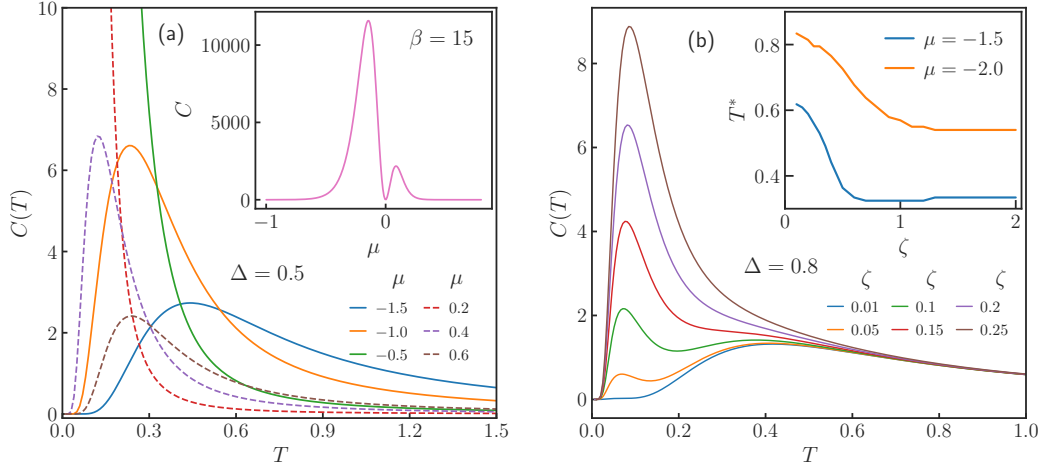 (a)
β = 15
C
10000
5000
0
−1
0
μ
C(T)
10
8
6
4
2
0
Δ = 0.5
μ μ
−1.5 0.2
−1.0 0.4
−0.5 0.6
0.0 0.3 0.6 0.9 1.2 1.5
T
(b)
μ = −1.5
μ = −2.0
T*
0.8
0.6
0.4
0 1 2
ζ
C(T)
8
6
4
2
0
Δ = 0.8
ζ ζ ζ
0.01 0.1 0.2
0.05 0.15 0.25
0.0 0.2 0.4 0.6 0.8 1.0
T